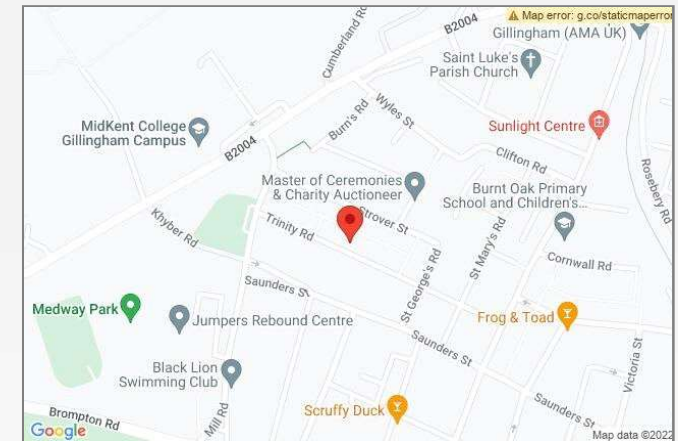 Map error: g.co/staticmaperror
Gillingham (AMA UK)
B2004
Cumberland Rd
Saint Luke's
Parish Church
Wyles St
Burn's Rd
MidKent College
Gillingham Campus
Sunlight Centre
B2004
Clifton Rd
Rosebery Rd
Master of Ceremonies
& Charity Auctioneer
Burnt Oak Primary
School and Children's...
Strover St
Khyber Rd
Trinity Rd
St Mary's Rd
St George's Rd
Cornwall Rd
Saunders St
Medway Park
Jumpers Rebound Centre
Frog & Toad
Saunders St
Victoria St
Black Lion
Swimming Club
Saunders St
Scruffy Duck
Brompton Rd
Mill Rd
Google
Map data ©2022